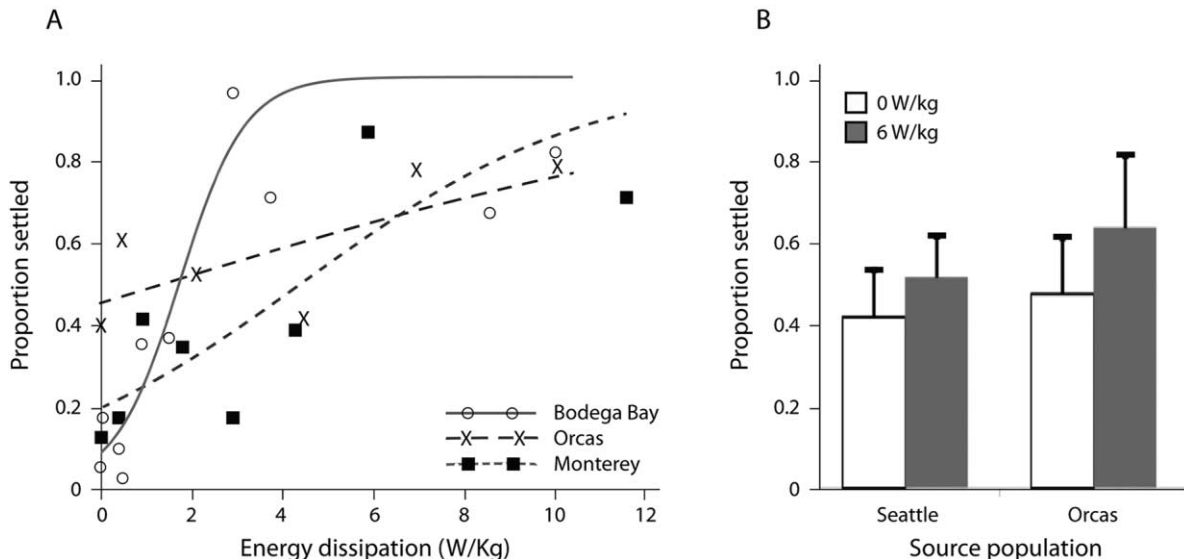 A
Proportion settled
1.0
0.8
0.6
0.4
0.2
0
0 2 4 6 8 10 12
Energy dissipation (W/Kg)
Bodega Bay
Orcas
Monterey
B
Proportion settled
1.0
0.8
0.6
0.4
0.2
0
0 W/kg
6 W/kg
Seattle Orcas
Source population